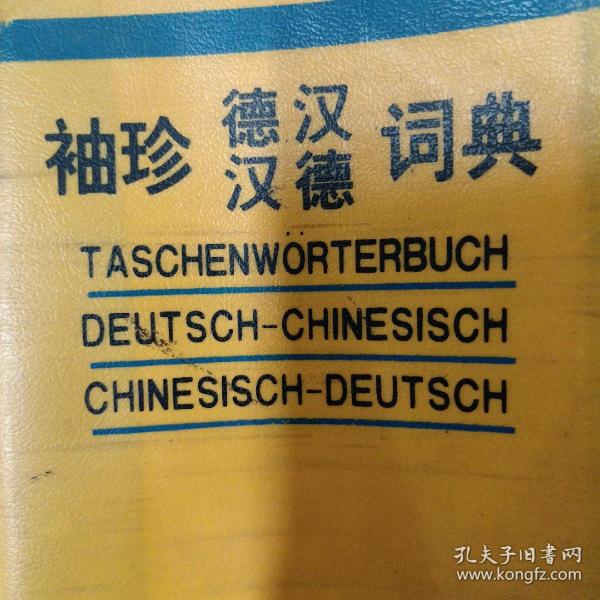 袖珍 德汉 词典
汉德
TASCHENWÖRTERBUCH
DEUTSCH-CHINESISCH
CHINESISCH-DEUTSCH
孔夫子旧书网
www.kongfz.com